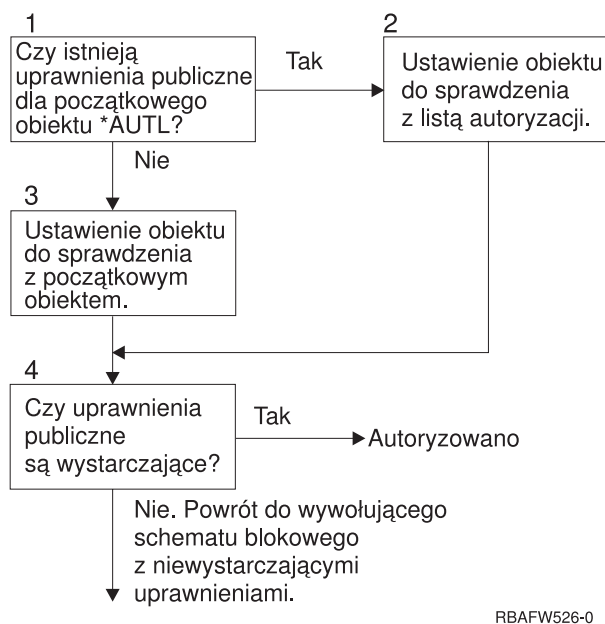 1
Czy istnieją
uprawnienia publiczne
dla początkowego
obiektu *AUTL?
Tak
2
Ustawienie obiektu
do sprawdzenia
z listą autoryzacji.
Nie
3
Ustawienie obiektu
do sprawdzenia
z początkowym
obiektem.
4
Czy uprawnienia
publiczne
są wystarczające?
Tak
Autoryzowano
Nie. Powrót do wywołującego
schematu blokowego
z niewystarczającymi
uprawnieniami.
RBAFW526-0